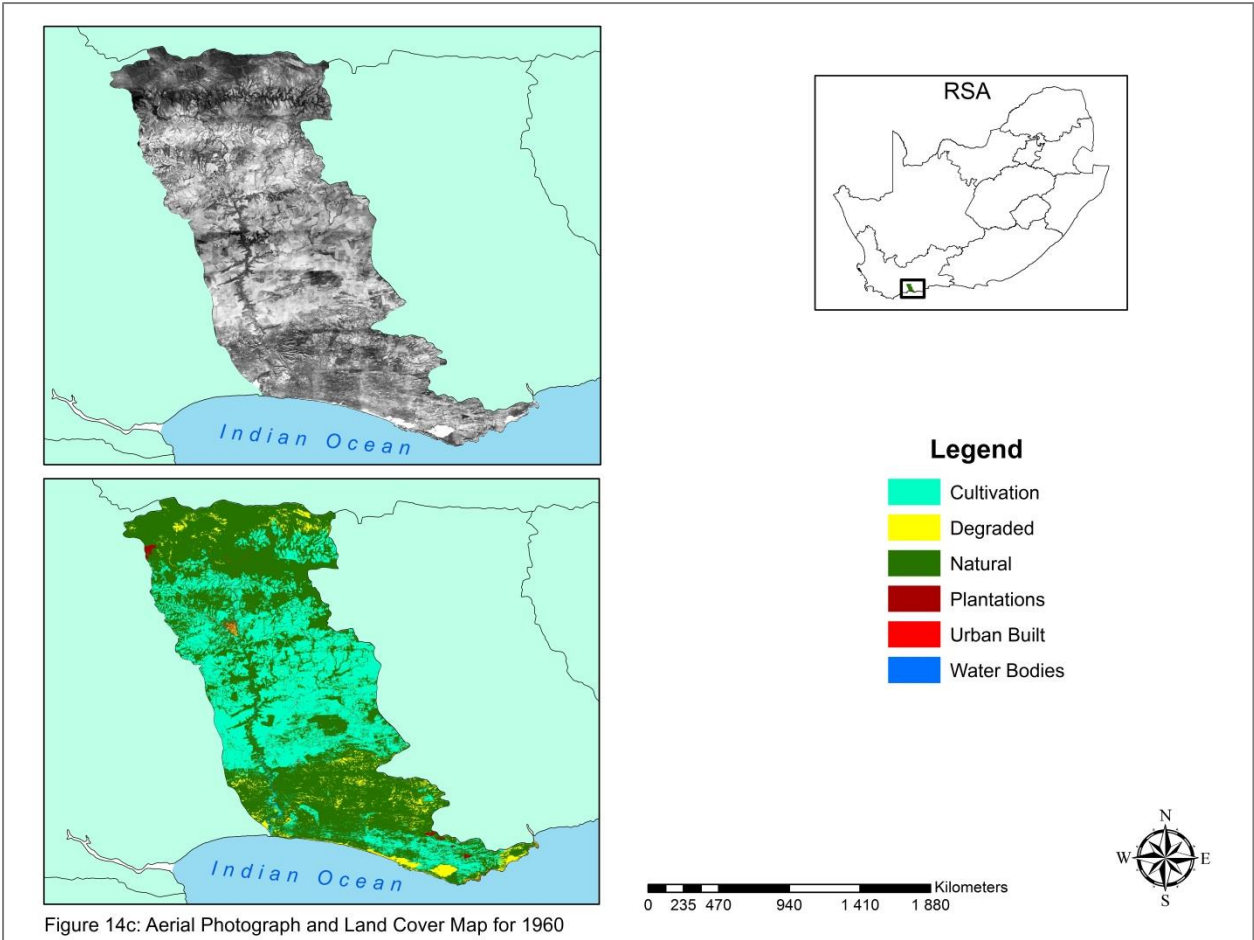 Indian Ocean
Indian Ocean
Figure 14c: Aerial Photograph and Land Cover Map for 1960
RSA
Legend
Cultivation
Degraded
Natural
Plantations
Urban Built
Water Bodies
N
W E
S
Kilometers
0 235 470 940 1 410 1 880